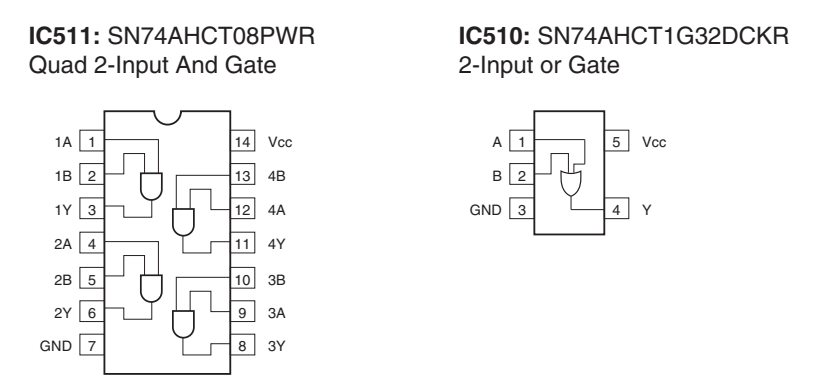 IC511: SN74AHCT08PWR
Quad 2-Input And Gate
1A 1 14 Vcc
1B 2 13 4B
1Y 3 12 4A
2A 4 11 4Y
2B 5 10 3B
2Y 6 9 3A
GND 7 8 3Y
IC510: SN74AHCT1G32DCKR
2-Input or Gate
A 1 5 Vcc
B 2
GND 3 4 Y